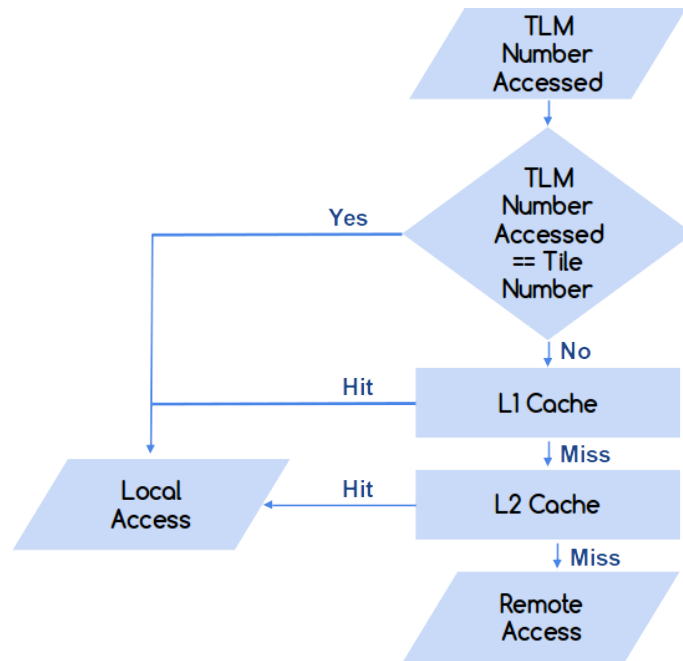 TLM
Number
Accessed
TLM
Number
Accessed
== Tile
Number
Yes
No
L1 Cache
Hit
Miss
L2 Cache
Hit
Local
Access
Miss
Remote
Access